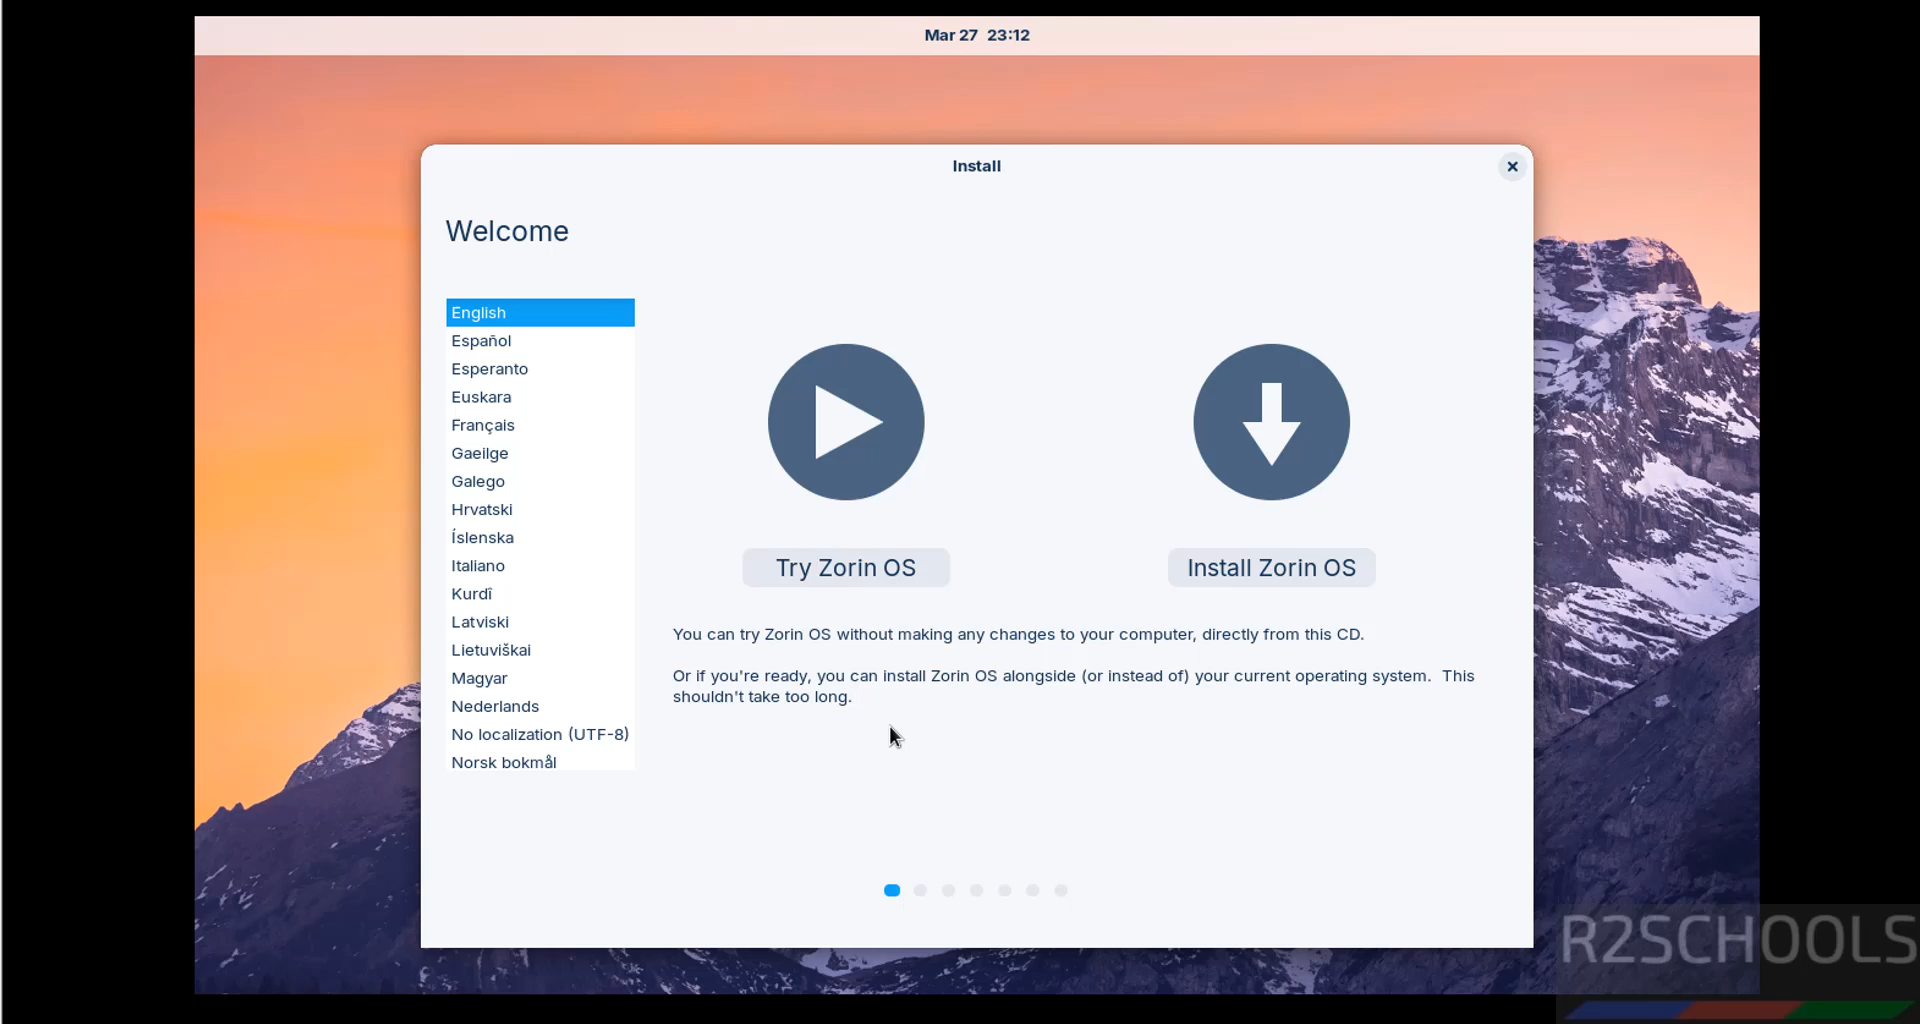 Mar 27  23:12
Install
Welcome
English
Español
Esperanto
Euskara
Français
Gaeilge
Galego
Hrvatski
Íslenska
Italiano
Kurdî
Latviski
Lietuviškai
Magyar
Nederlands
No localization (UTF-8)
Norsk bokmål
Try Zorin OS
Install Zorin OS
You can try Zorin OS without making any changes to your computer, directly from this CD.
Or if you're ready, you can install Zorin OS alongside (or instead of) your current operating system.  This
shouldn't take too long.
R2SCHOOLS